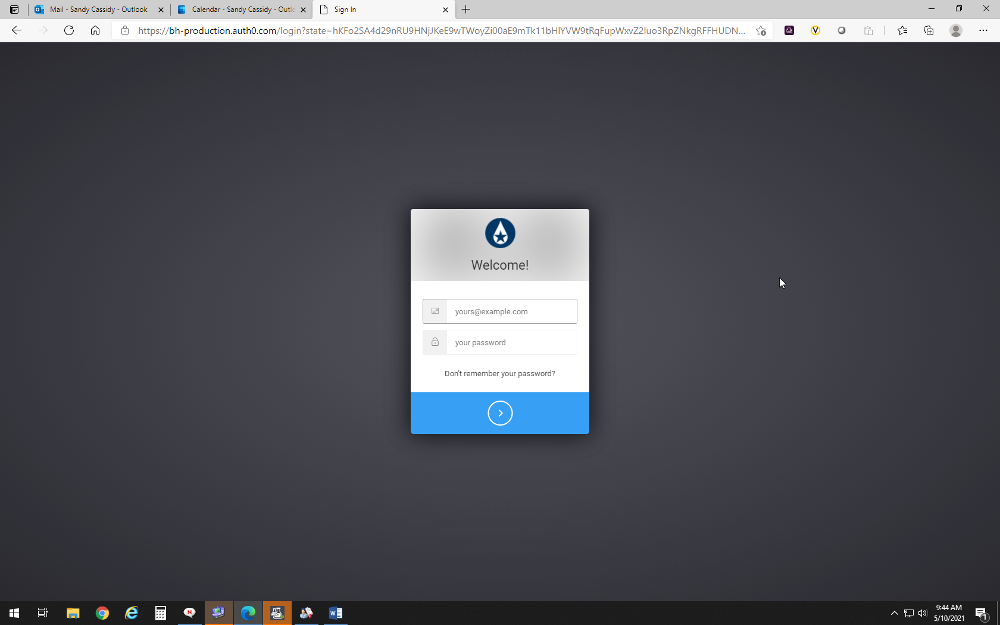 Mail - Sandy Cassidy - Outlook
Calendar - Sandy Cassidy - Outlo
Sign In
https://bh-production.auth0.com/login?state=hKFo2SA4d29nRU9HNjJKeE9wTWoyZi00aE9mTk11bHlYVW9tRqFupWxvZ2luo3RpZNkgRFFHUDN...
Welcome!
yours@example.com
your password
Don't remember your password?
9:44 AM
5/10/2021
1